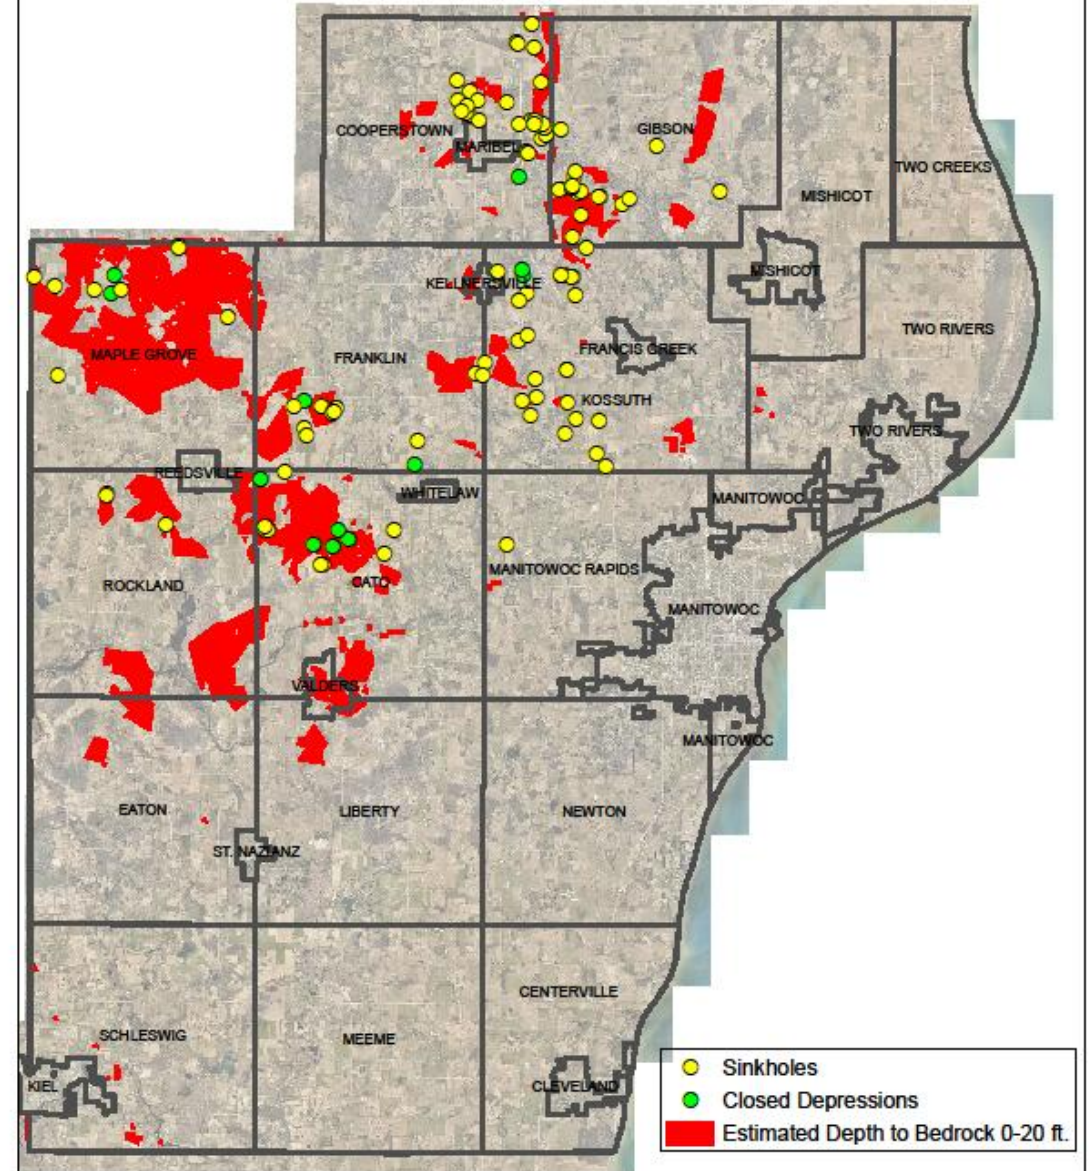 COOPERSTOWN
GIBSON
MARIBEL
TWO CREEKS
MISHICOT
MISHICOT
KELLNERSVILLE
TWO RIVERS
MAPLE GROVE
FRANKLIN
FRANCIS CREEK
KOSSUTH
TWO RIVERS
REEDSVILLE
WHITELAW
MANITOWOC
ROCKLAND
CATO
MANITOWOC RAPIDS
MANITOWOC
VALDERS
MANITOWOC
EATON
LIBERTY
NEWTON
ST. NAZIANZ
CENTERVILLE
SCHLESWIG
MEEME
KIEL
CLEVELAND
Sinkholes
Closed Depressions
Estimated Depth to Bedrock 0-20 ft.